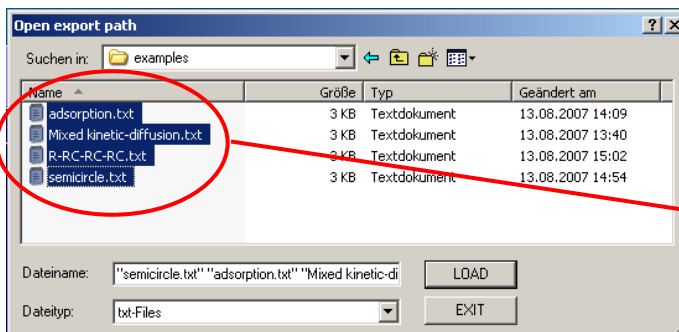 Open export path
Suchen in: examples
Name Größe Typ Geändert am
adsorption.txt 3 KB Textdokument 13.08.2007 14:09
Mixed kinetic-diffusion.txt 3 KB Textdokument 13.08.2007 13:40
R-RC-RC-RC.txt 3 KB Textdokument 13.08.2007 15:02
semicircle.txt 3 KB Textdokument 13.08.2007 14:54
Dateiname: "semicircle.txt" "adsorption.txt" "Mixed kinetic-di LOAD
Dateityp: txt-Files EXIT